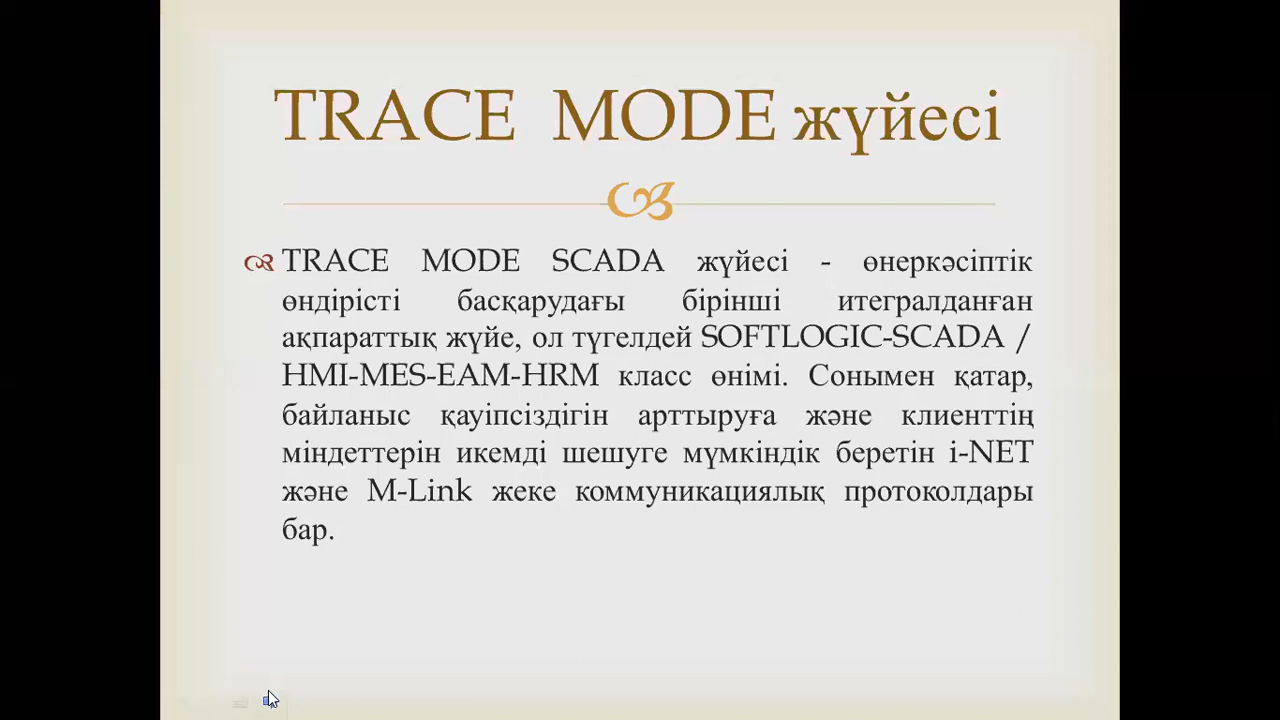 TRACE MODE жүйесі
TRACE MODE SCADA жүйесі - өнеркәсіптік
өндірісті басқарудағы бірінші итегралданған
ақпараттық жүйе, ол түгелдей SOFTLOGIC-SCADA /
HMI-MES-EAM-HRM класс өнімі. Сонымен қатар,
байланыс қауіпсіздігін арттыруға және клиенттің
міндеттерін икемді шешуге мүмкіндік беретін i-NET
және M-Link жеке коммуникациялық протоколдары
бар.